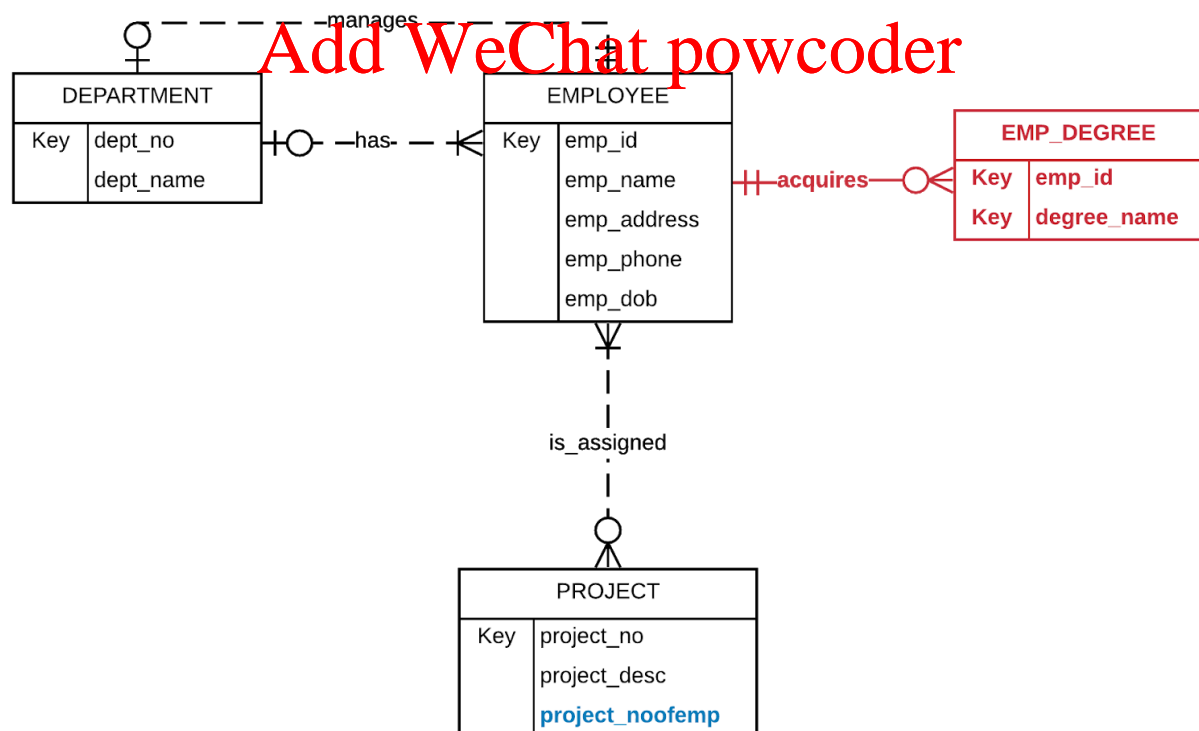 manages
Add WeChat powcoder
DEPARTMENT
Key dept_no
dept_name
has
EMPLOYEE
Key emp_id
emp_name
emp_address
emp_phone
emp_dob
acquires
EMP_DEGREE
Key emp_id
Key degree_name
is_assigned
PROJECT
Key project_no
project_desc
project_noofemp